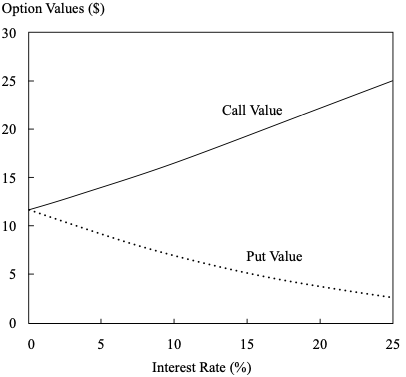 Option Values ($)
30
25
Call Value
20
15
10
Put Value
5
0
0 5 10 15 20 25
Interest Rate (%)